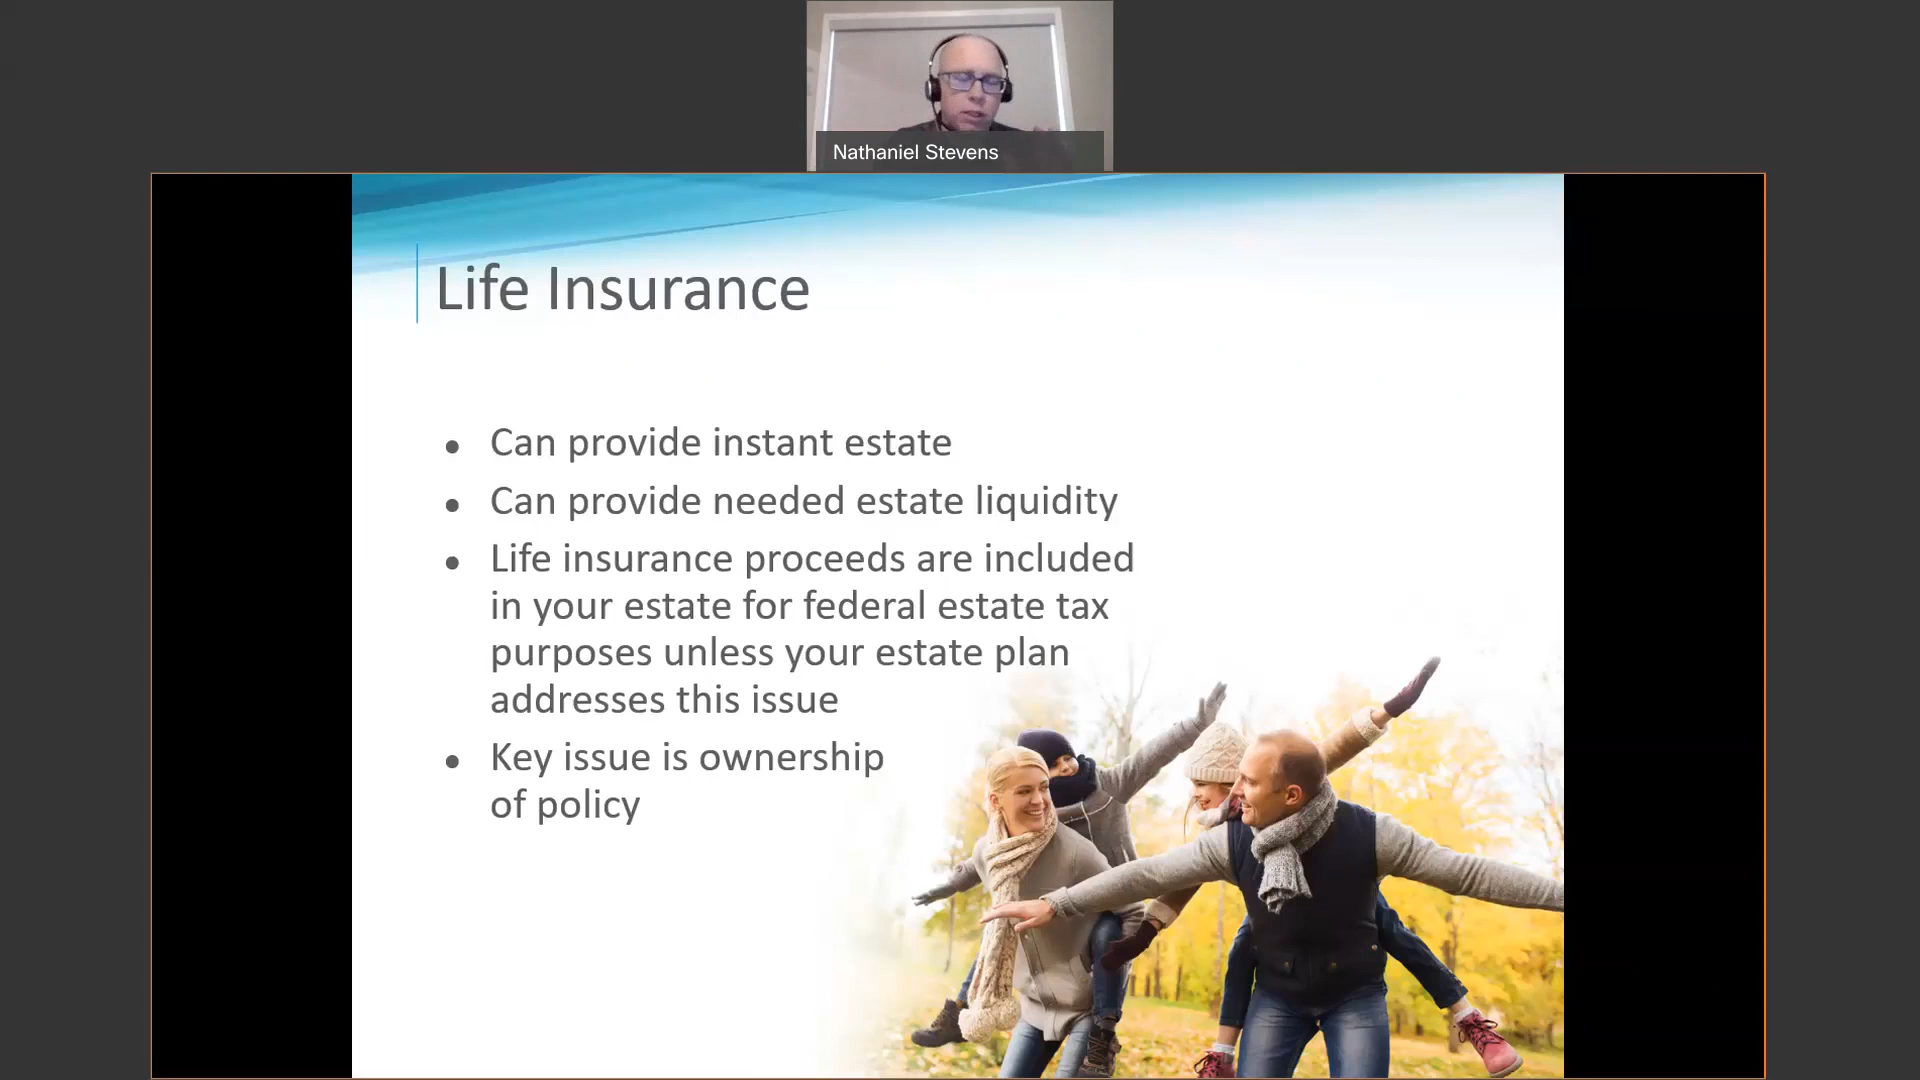 Nathaniel Stevens
Life Insurance
• Can provide instant estate
• Can provide needed estate liquidity
• Life insurance proceeds are included
in your estate for federal estate tax
purposes unless your estate plan
addresses this issue
• Key issue is ownership
of policy